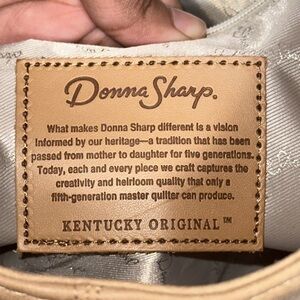 Donna Sharp.
What makes Donna Sharp different is a vision
informed by our heritage—a tradition that has been
passed from mother to daughter for five generations.
Today, each and every piece we craft captures the
creativity and heirloom quality that only a
fifth-generation master quilter can produce.
KENTUCKY ORIGINAL™